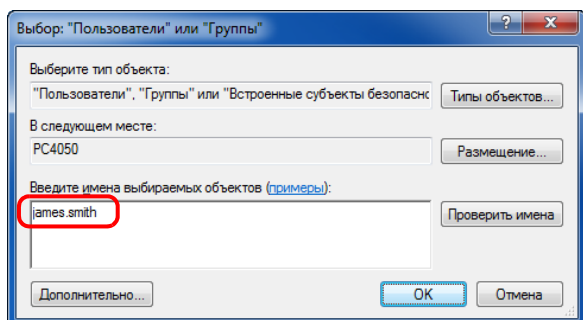 Выбор: "Пользователи" или "Группы"
Выберите тип объекта:
"Пользователи", "Группы" или "Встроенные субъекты безопасно
Типы объектов...
В следующем месте:
PC4050
Размещение...
Введите имена выбираемых объектов (примеры):
james.smith
Проверить имена
Дополнительно...
OK
Отмена